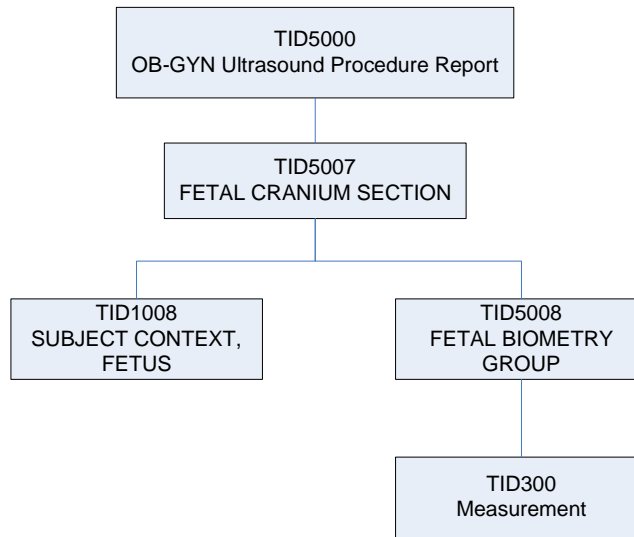 TID5000
OB-GYN Ultrasound Procedure Report
TID5007
FETAL CRANIUM SECTION
TID1008
SUBJECT CONTEXT,
FETUS
TID5008
FETAL BIOMETRY
GROUP
TID300
Measurement